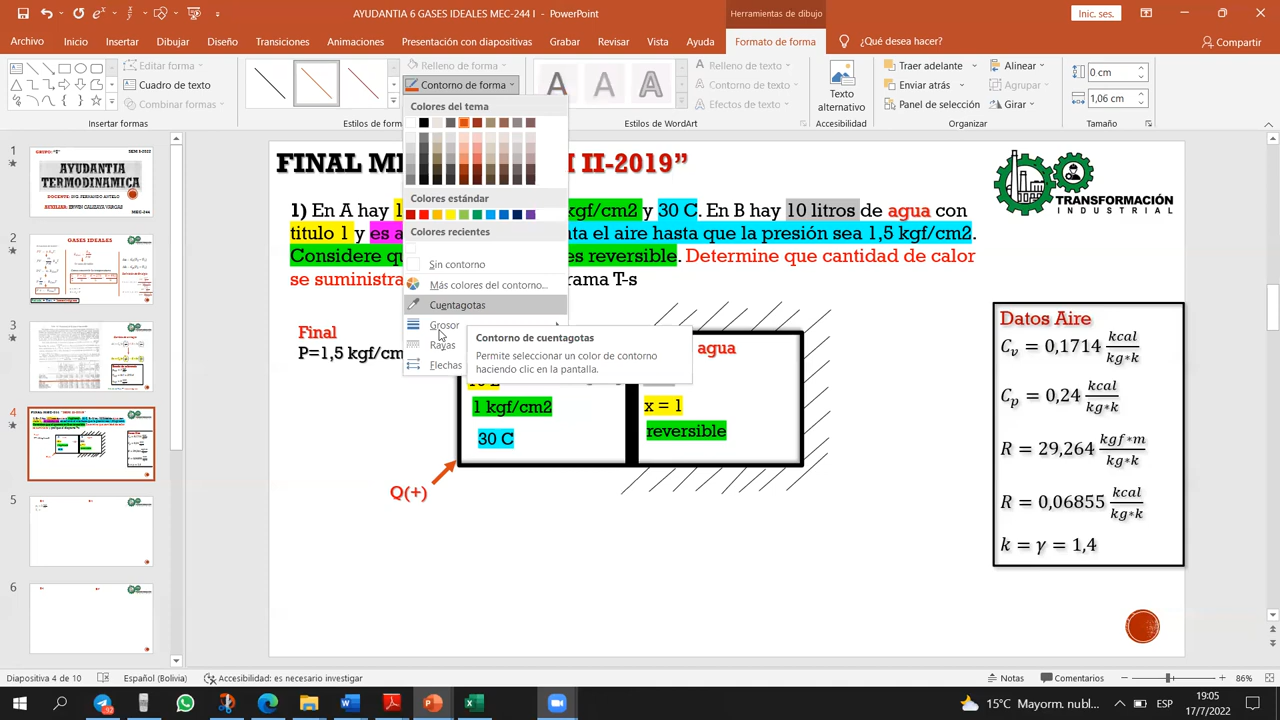 AYUDANTIA 6 GASES IDEALES MEC-244 I - PowerPoint
Herramientas de dibujo
Inic. ses.
Archivo Inicio Insertar Dibujar Diseño Transiciones Animaciones Presentación con diapositivas Grabar Revisar Vista Ayuda Formato de forma ¿Qué desea hacer? Compartir
Editar forma
Cuadro de texto
Combinar formas
Insertar formas
Relleno de forma
Contorno de forma
Estilos de form
Relleno de texto
Contorno de texto
Efectos de texto
Estilos de WordArt
Texto
alternativo
Accesibilidad
Traer adelante
Enviar atrás
Panel de selección
Alinear
Agrupar
Girar
Organizar
0 cm
1,06 cm
Tamaño
Colores del tema
Colores estándar
Colores recientes
Sin contorno
Más colores del contorno...
Cuentagotas
Grosor
Rayas
Flechas
Contorno de cuentagotas
Permite seleccionar un color de contorno
haciendo clic en la pantalla.
AYUDANTIA
TERMODINAMICA
MEC-244
GASES IDEALES
4
5
6
FINAL ME
I II-2019”
1) En A hay 1
kgf/cm2 y 30 C. En B hay 10 litros de agua con
titulo 1 y es a
ta el aire hasta que la presión sea 1,5 kgf/cm2.
Considere qu
es reversible. Determine que cantidad de calor
se suministra
rama T-s
Final
P=1,5 kgf/cm
1 kgf/cm2
30 C
Q(+)
agua
x = 1
reversible
TRANSFORMACIÓN
INDUSTRIAL
Datos Aire
Cv = 0,1714 kcal/kg∗k
Cp = 0,24 kcal/kg∗k
R = 29,264 kgf∗m/kg∗k
R = 0,06855 kcal/kg∗k
k = γ = 1,4
Diapositiva 4 de 10 Español (Bolivia) Accesibilidad: es necesario investigar Notas Comentarios 86%
15°C Mayorm. nubl... ESP
19:05
17/7/2022